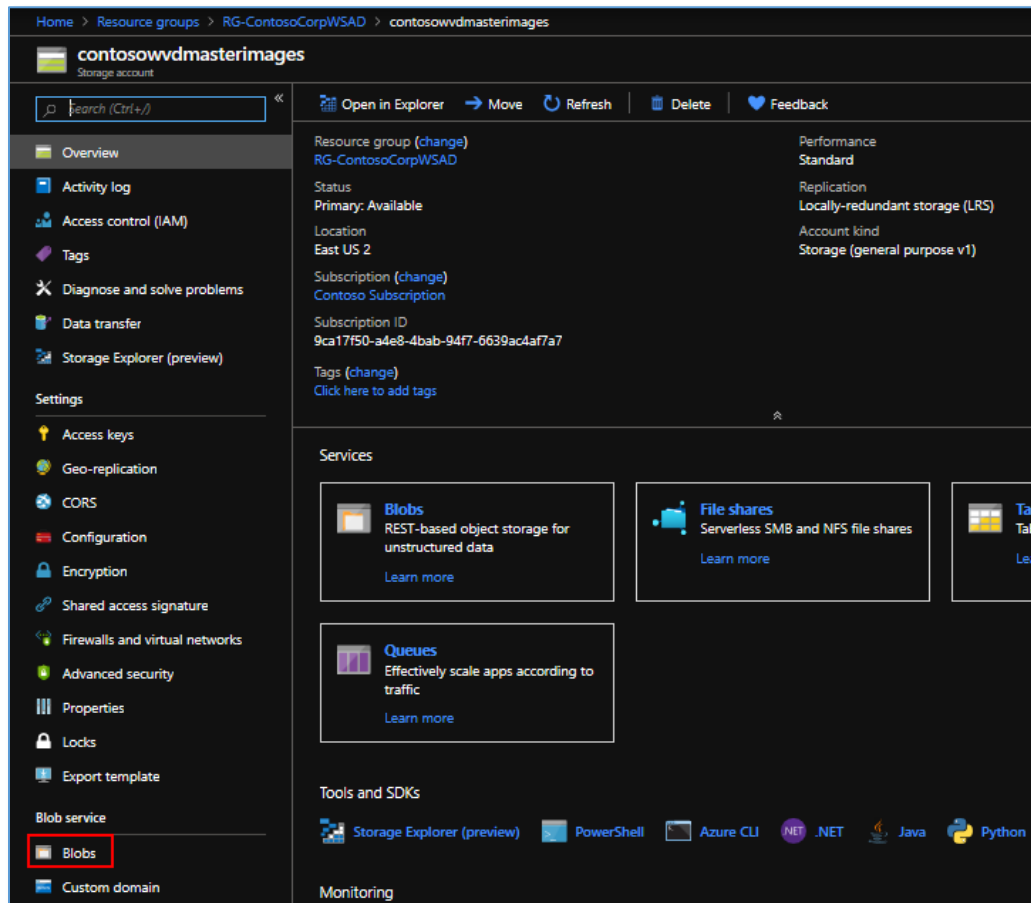 Home > Resource groups > RG-ContosoCorpWSAD > contosowvdmasterimages
contosowvdmasterimages
Storage account
Search (Ctrl+/)
«
Overview
Activity log
Access control (IAM)
Tags
Diagnose and solve problems
Data transfer
Storage Explorer (preview)
Settings
Access keys
Geo-replication
CORS
Configuration
Encryption
Shared access signature
Firewalls and virtual networks
Advanced security
Properties
Locks
Export template
Blob service
Blobs
Custom domain
Open in Explorer Move Refresh Delete Feedback
Resource group (change)
RG-ContosoCorpWSAD
Status
Primary: Available
Location
East US 2
Subscription (change)
Contoso Subscription
Subscription ID
9ca17f50-a4e8-4bab-94f7-6639ac4af7a7
Tags (change)
Click here to add tags
Performance
Standard
Replication
Locally-redundant storage (LRS)
Account kind
Storage (general purpose v1)
Services
Blobs
REST-based object storage for
unstructured data
Learn more
File shares
Serverless SMB and NFS file shares
Learn more
Ta
Tal
Le
Queues
Effectively scale apps according to
traffic
Learn more
Tools and SDKs
Storage Explorer (preview) PowerShell Azure CLI NET .NET Java Python
Monitoring